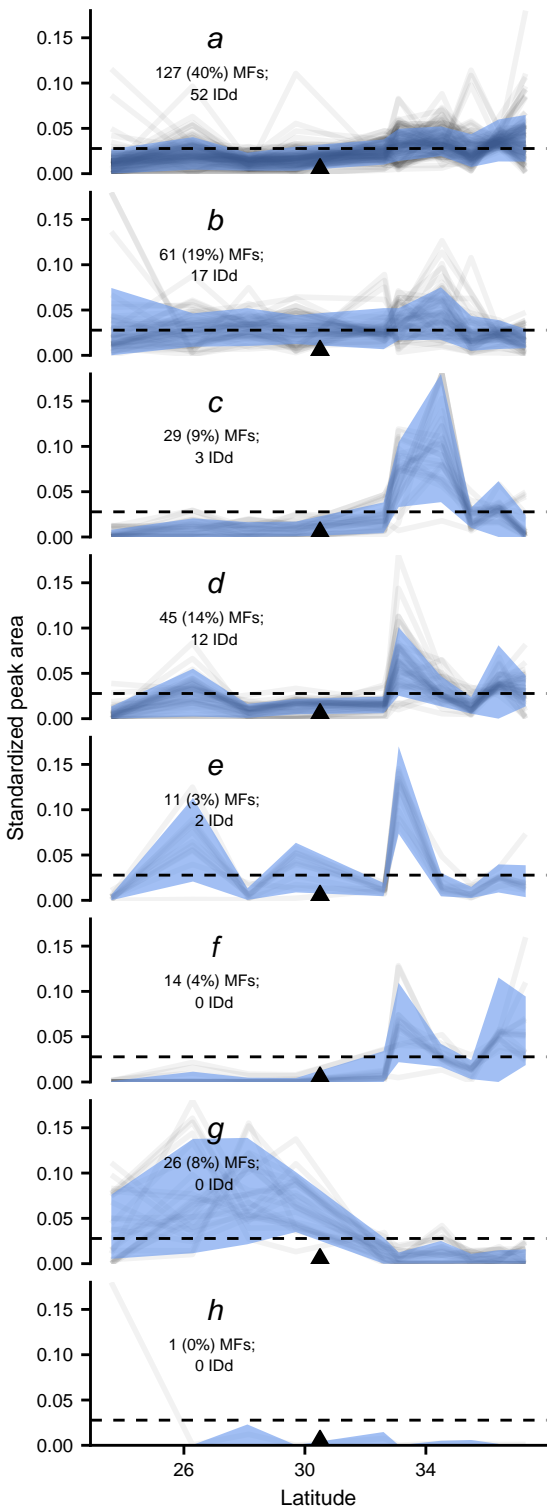 Standardized peak area
0.15
0.10
0.05
0.00
a
127 (40%) MFs;
52 IDd
0.15
0.10
0.05
0.00
b
61 (19%) MFs;
17 IDd
0.15
0.10
0.05
0.00
c
29 (9%) MFs;
3 IDd
0.15
0.10
0.05
0.00
d
45 (14%) MFs;
12 IDd
0.15
0.10
0.05
0.00
e
11 (3%) MFs;
2 IDd
0.15
0.10
0.05
0.00
f
14 (4%) MFs;
0 IDd
0.15
0.10
0.05
0.00
g
26 (8%) MFs;
0 IDd
0.15
0.10
0.05
0.00
h
1 (0%) MFs;
0 IDd
26 30 34
Latitude